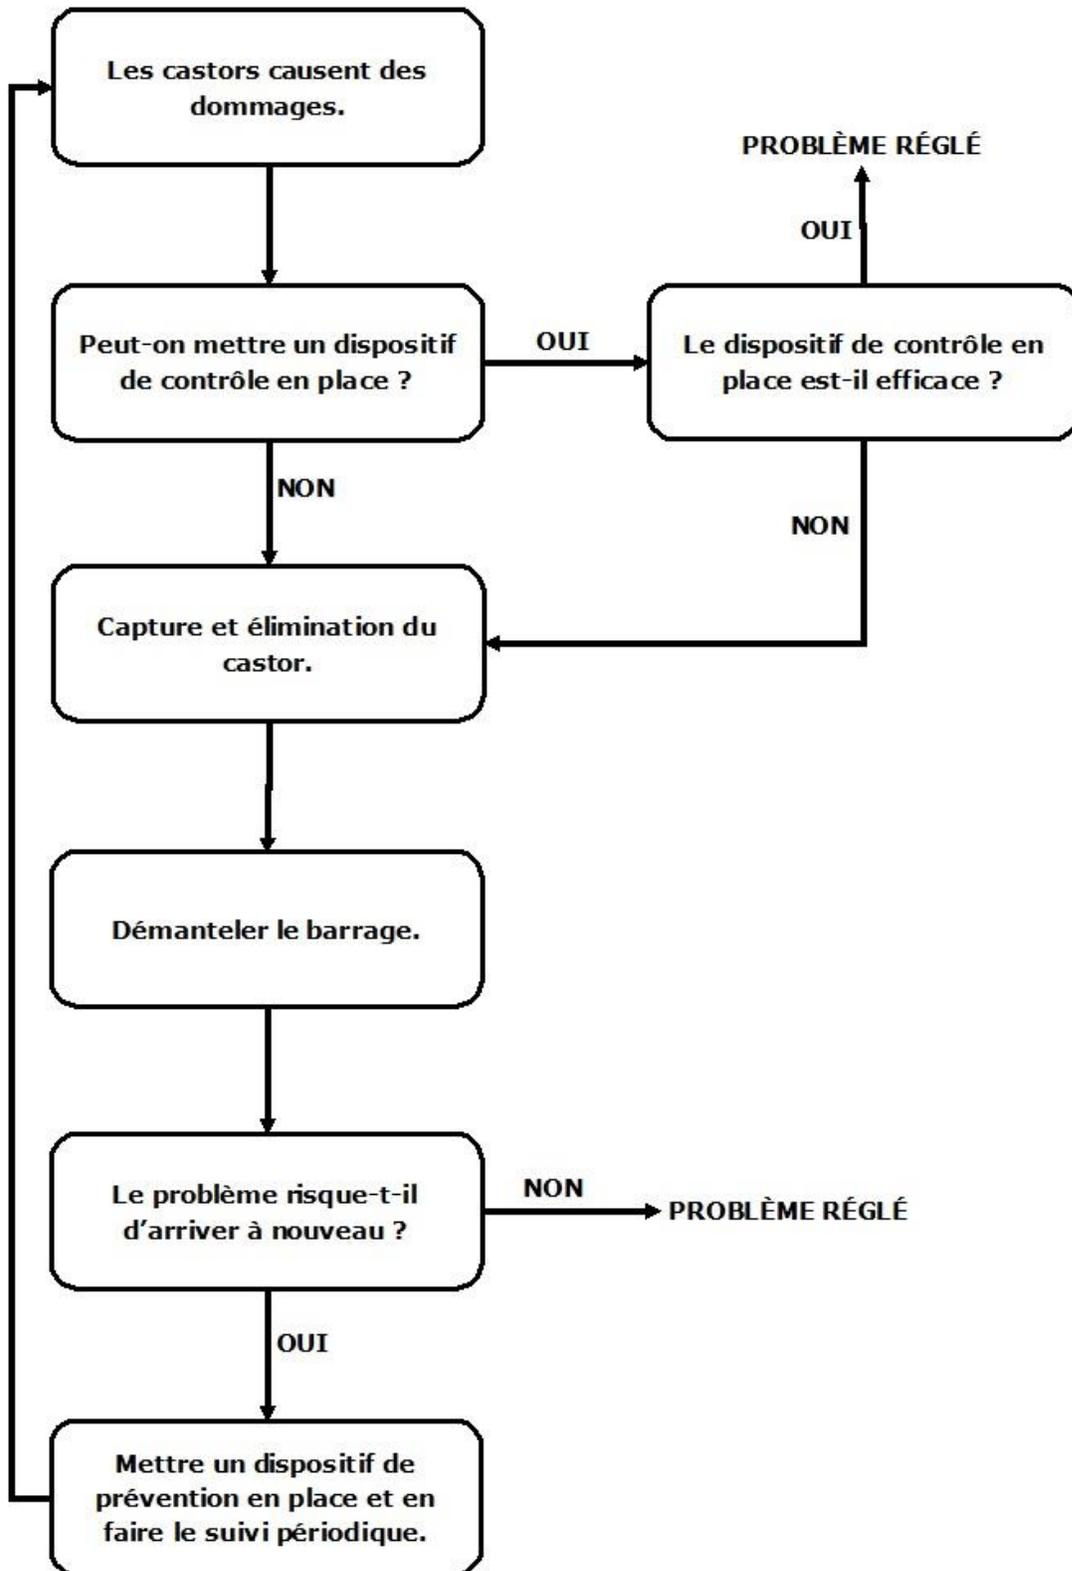 Les castors causent des
dommages.
PROBLÈME RÉGLÉ
OUI
Peut-on mettre un dispositif
de contrôle en place ?
OUI
Le dispositif de contrôle en
place est-il efficace ?
NON
NON
Capture et élimination du
castor.
Démanteler le barrage.
Le problème risque-t-il
d’arriver à nouveau ?
NON
PROBLÈME RÉGLÉ
OUI
Mettre un dispositif de
prévention en place et en
faire le suivi périodique.